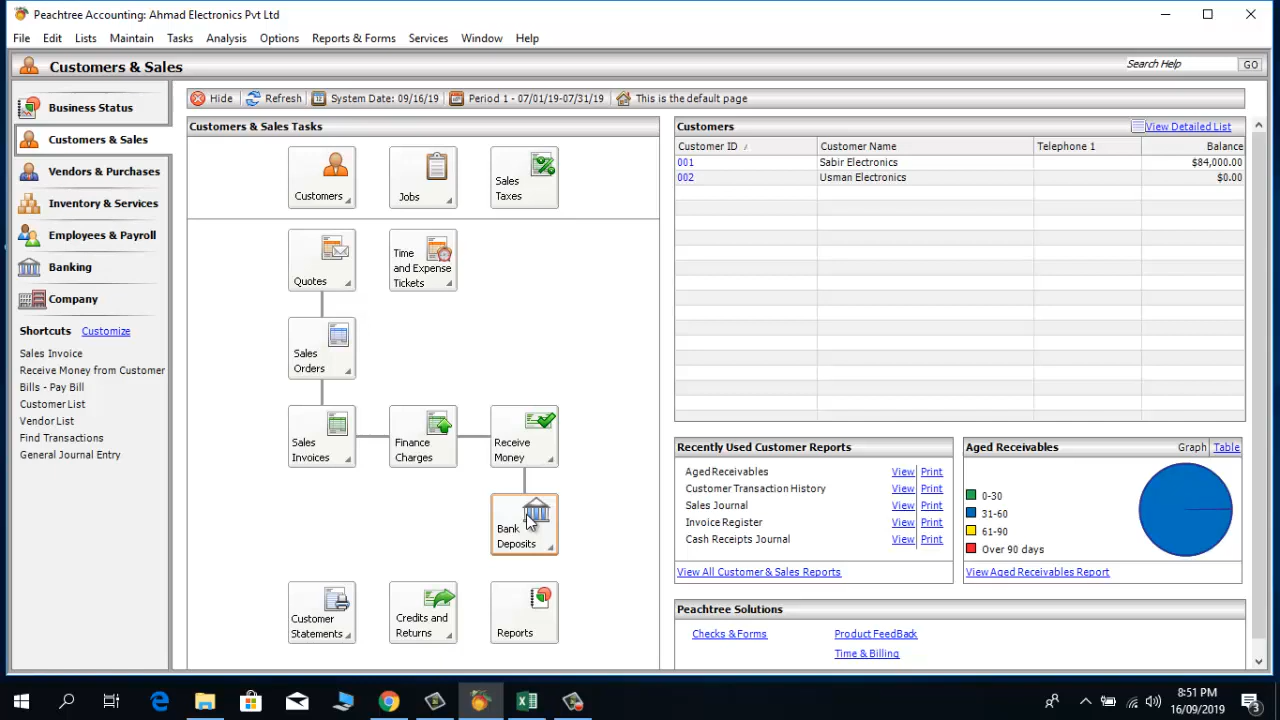 Peachtree Accounting: Ahmad Electronics Pvt Ltd
File Edit Lists Maintain Tasks Analysis Options Reports & Forms Services Window Help
Customers & Sales
Search Help GO
Business Status
Customers & Sales
Vendors & Purchases
Inventory & Services
Employees & Payroll
Banking
Company
Shortcuts Customize
Sales Invoice
Receive Money from Customer
Bills - Pay Bill
Customer List
Vendor List
Find Transactions
General Journal Entry
Hide Refresh System Date: 09/16/19 Period 1 - 07/01/19-07/31/19 This is the default page
Customers & Sales Tasks
Customers
Jobs
Sales
Taxes
Quotes
Time
and Expense
Tickets
Sales
Orders
Sales
Invoices
Finance
Charges
Receive
Money
Bank
Deposits
Customer
Statements
Credits and
Returns
Reports
Customers View Detailed List
Customer ID Customer Name Telephone 1 Balance
001 Sabir Electronics $84,000.00
002 Usman Electronics $0.00
Recently Used Customer Reports
Aged Receivables View Print
Customer Transaction History View Print
Sales Journal View Print
Invoice Register View Print
Cash Receipts Journal View Print
View All Customer & Sales Reports
Aged Receivables Graph Table
0-30
31-60
61-90
Over 90 days
View Aged Receivables Report
Peachtree Solutions
Checks & Forms Product FeedBack
Time & Billing
8:51 PM
16/09/2019
3